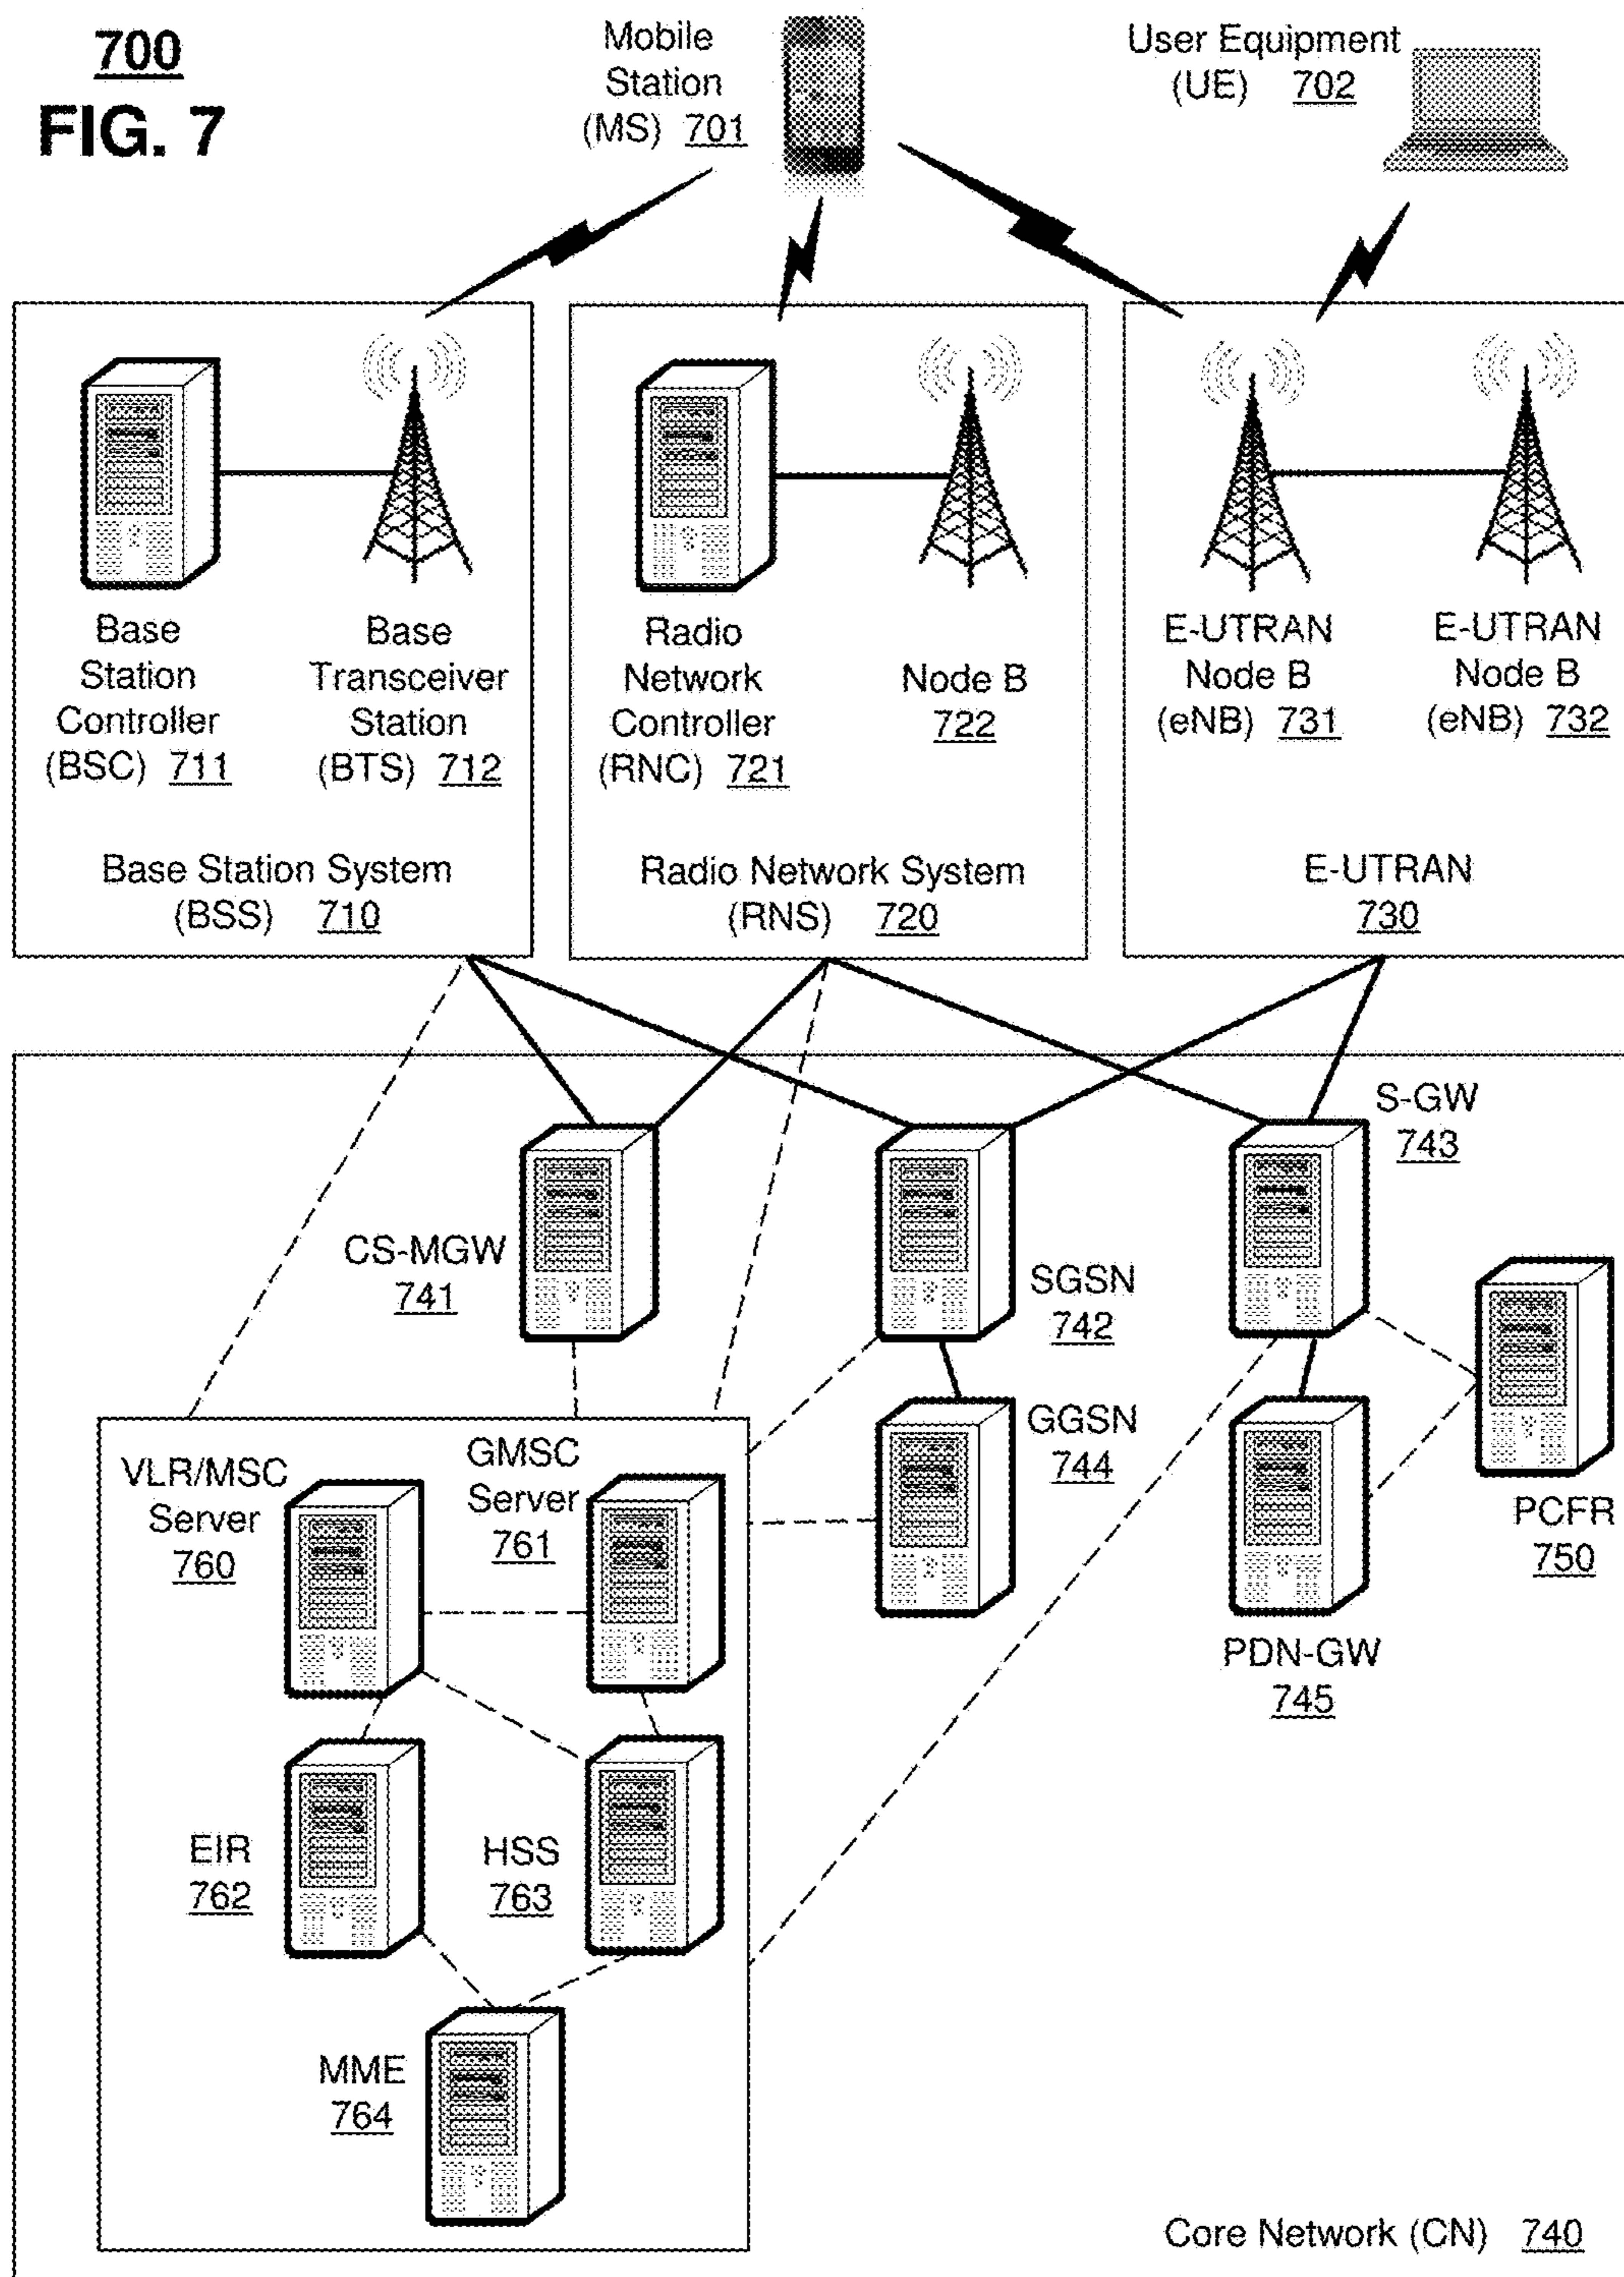 700
FIG. 7
Mobile
Station
(MS) 701
User Equipment
(UE) 702
Base
Station
Controller
(BSC) 711
Base
Transceiver
Station
(BTS) 712
Base Station System
(BSS) 710
Radio
Network
Controller
(RNC) 721
Node B
722
Radio Network System
(RNS) 720
E-UTRAN
Node B
(eNB) 731
E-UTRAN
Node B
(eNB) 732
E-UTRAN
730
S-GW
743
CS-MGW
741
SGSN
742
GGSN
744
PCFR
750
PDN-GW
745
VLR/MSC
Server
760
GMSC
Server
761
EIR
762
HSS
763
MME
764
Core Network (CN) 740